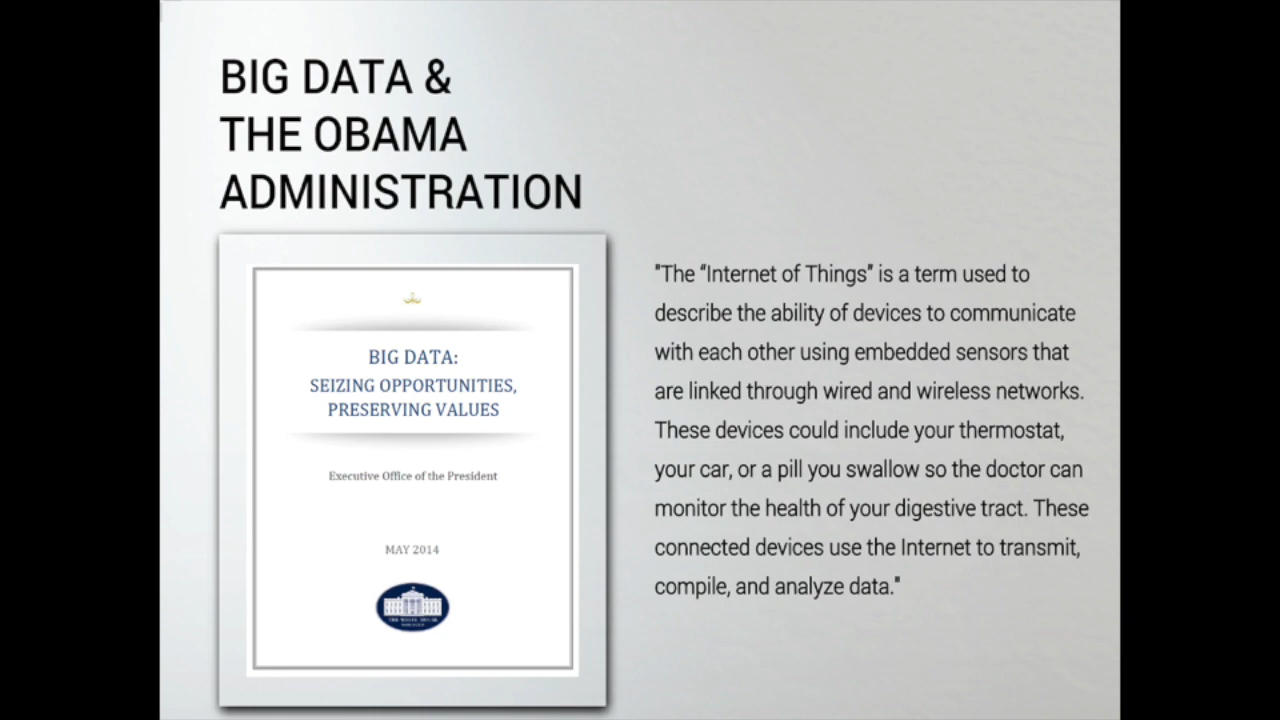 BIG DATA &
THE OBAMA
ADMINISTRATION
BIG DATA:
SEIZING OPPORTUNITIES,
PRESERVING VALUES
Executive Office of the President
MAY 2014
THE WHITE HOUSE
"The “Internet of Things” is a term used to
describe the ability of devices to communicate
with each other using embedded sensors that
are linked through wired and wireless networks.
These devices could include your thermostat,
your car, or a pill you swallow so the doctor can
monitor the health of your digestive tract. These
connected devices use the Internet to transmit,
compile, and analyze data."